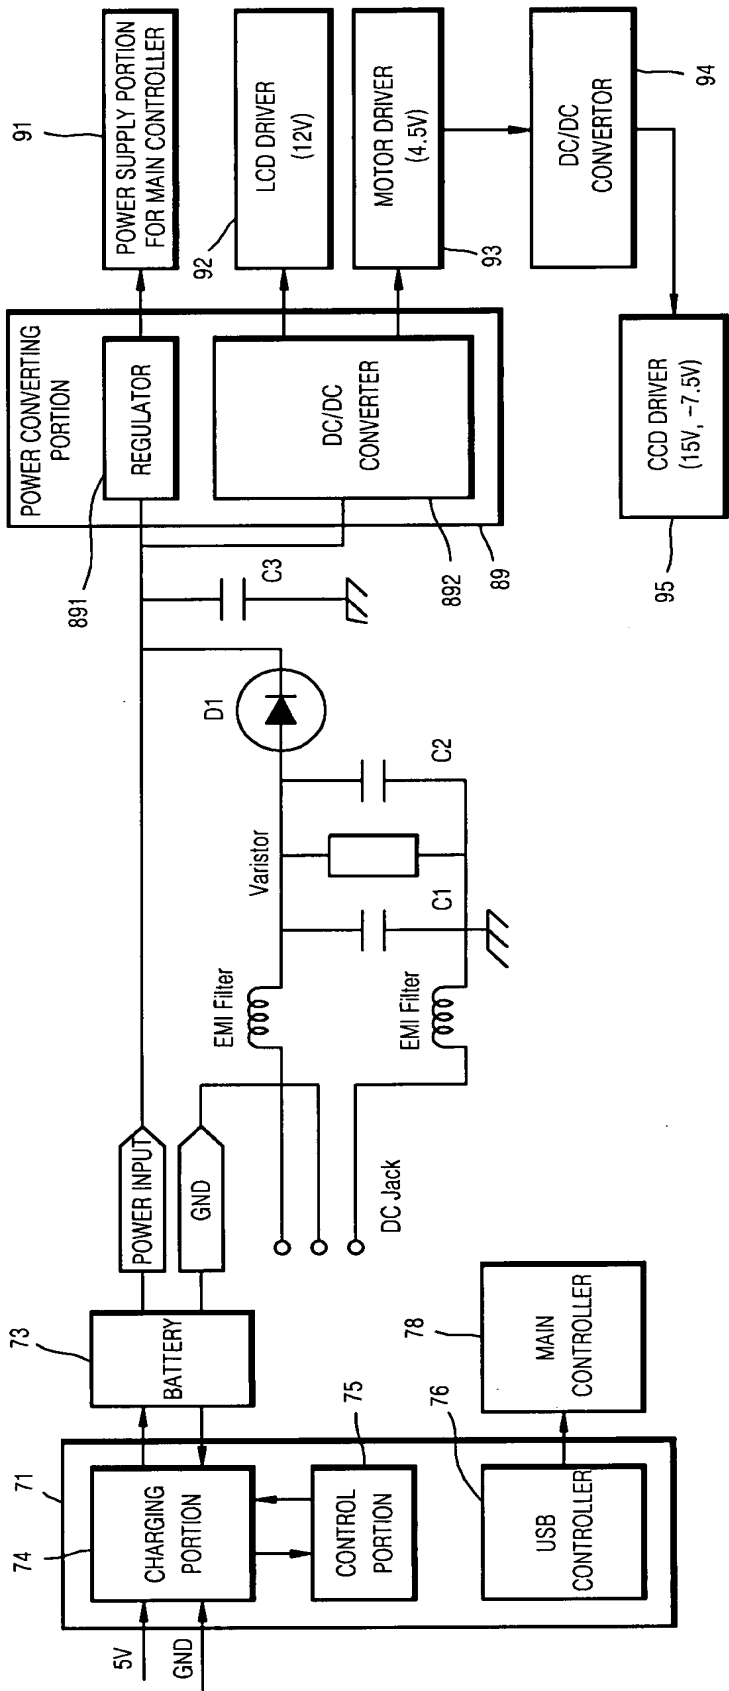 5V
GND
71
74
CHARGING
PORTION
75
CONTROL
PORTION
76
USB
CONTROLLER
78
MAIN
CONTROLLER
73
BATTERY
POWER INPUT
GND
DC Jack
EMI Filter
EMI Filter
Varistor
C1
C2
D1
C3
POWER CONVERTING
PORTION
891
REGULATOR
DC/DC
CONVERTER
892
89
91
POWER SUPPLY PORTION
FOR MAIN CONTROLLER
92
LCD DRIVER
(12V)
93
MOTOR DRIVER
(4.5V)
94
DC/DC
CONVERTOR
95
CCD DRIVER
(15V, −7.5V)